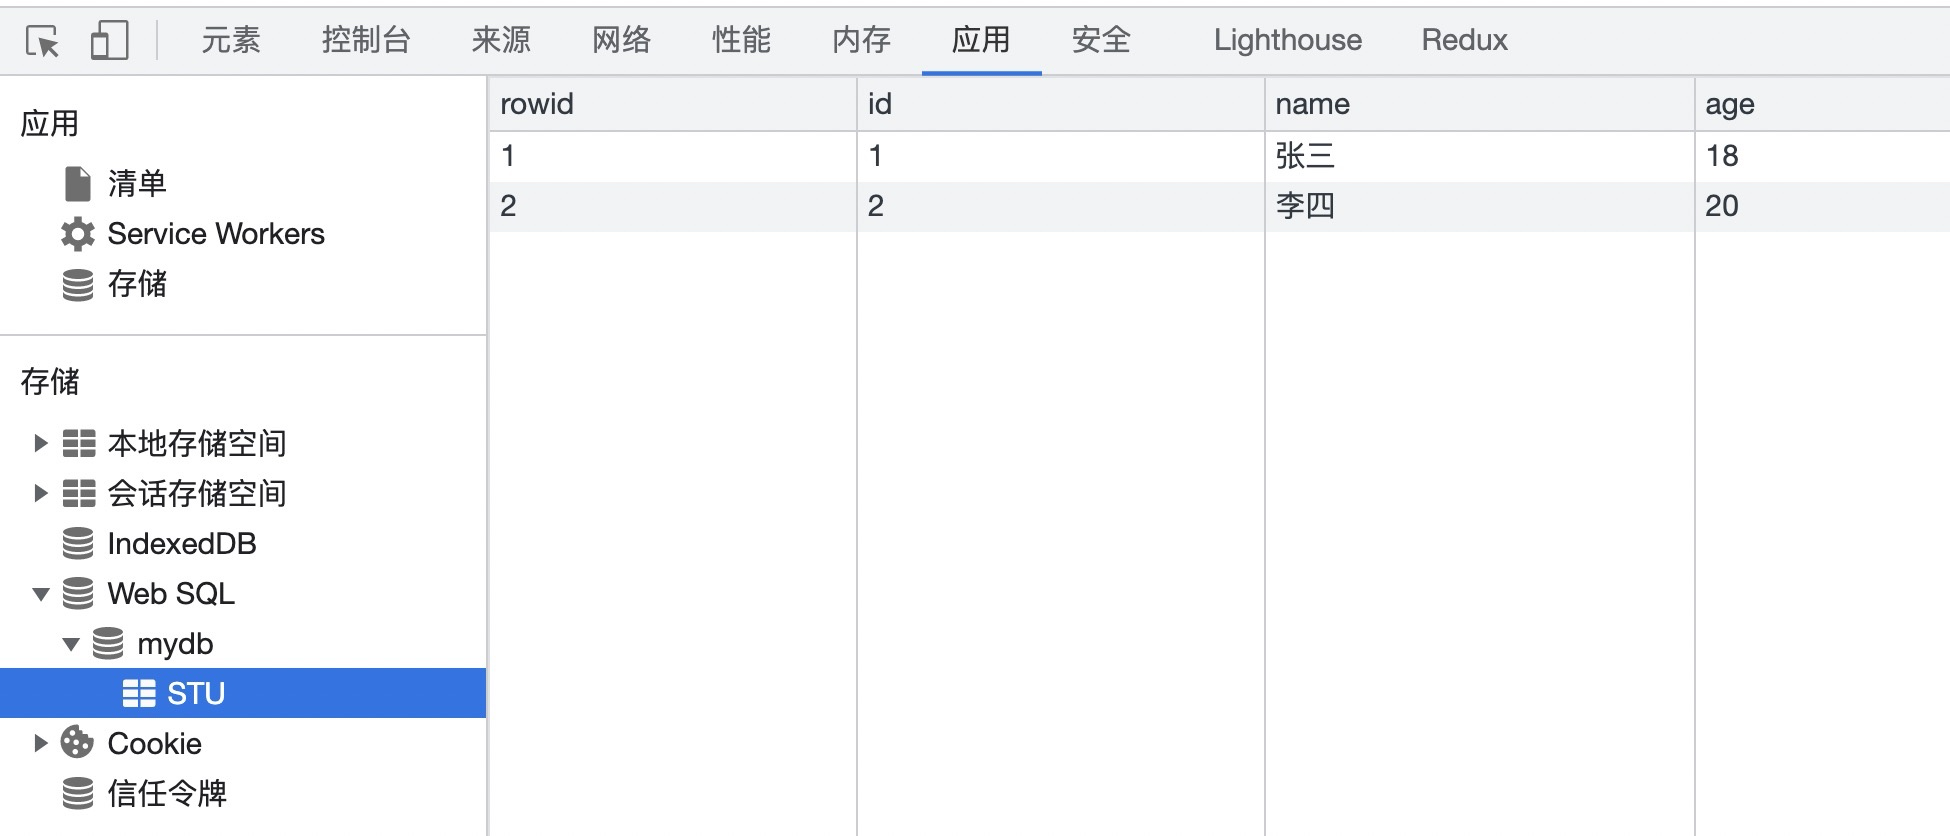 元素 控制台 来源 网络 性能 内存 应用 安全 Lighthouse Redux
应用
清单
Service Workers
存储
存储
本地存储空间
会话存储空间
IndexedDB
Web SQL
mydb
STU
Cookie
信任令牌
rowid id name age
1 1 张三 18
2 2 李四 20